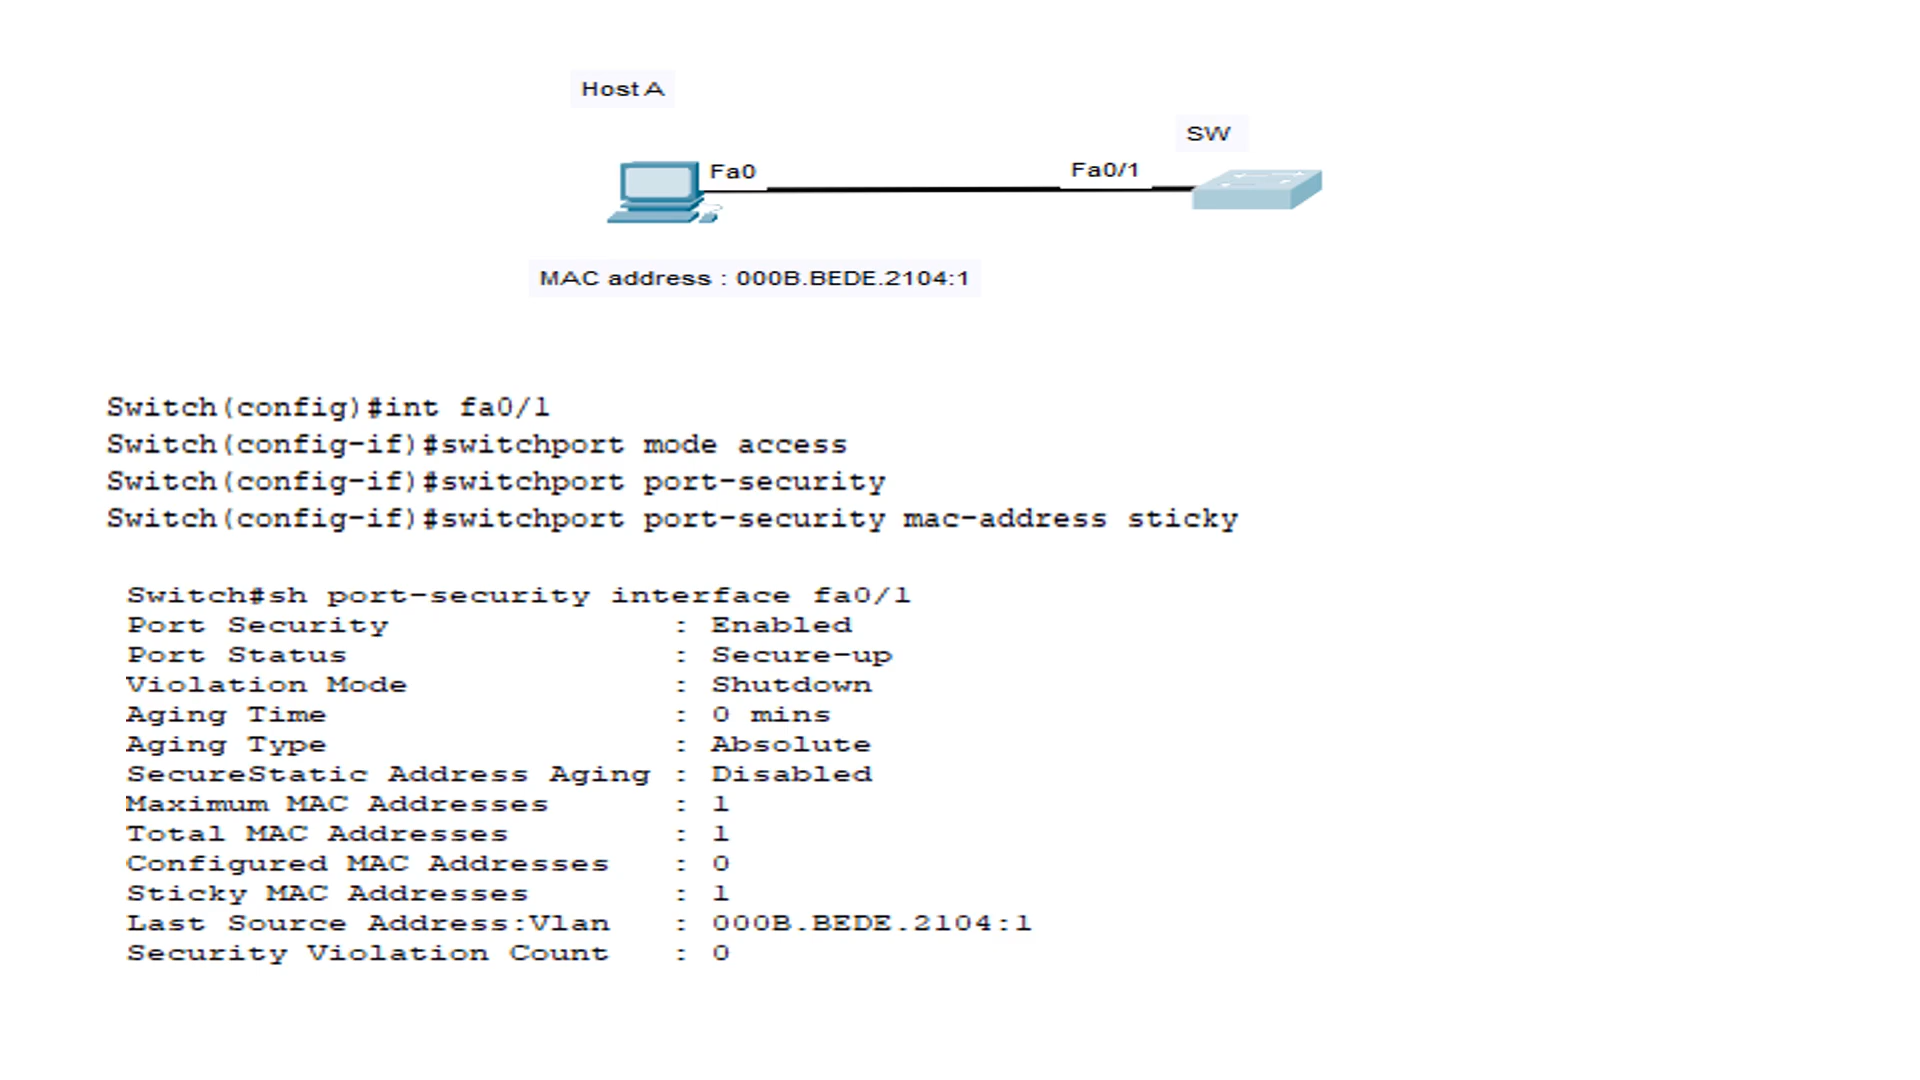 Host A
SW
Fa0
Fa0/1
MAC address : 000B.BEDE.2104:1
Switch(config)#int fa0/1
Switch(config-if)#switchport mode access
Switch(config-if)#switchport port-security
Switch(config-if)#switchport port-security mac-address sticky
Switch#sh port-security interface fa0/1
Port Security : Enabled
Port Status : Secure-up
Violation Mode : Shutdown
Aging Time : 0 mins
Aging Type : Absolute
SecureStatic Address Aging : Disabled
Maximum MAC Addresses : 1
Total MAC Addresses : 1
Configured MAC Addresses : 0
Sticky MAC Addresses : 1
Last Source Address:Vlan : 000B.BEDE.2104:1
Security Violation Count : 0